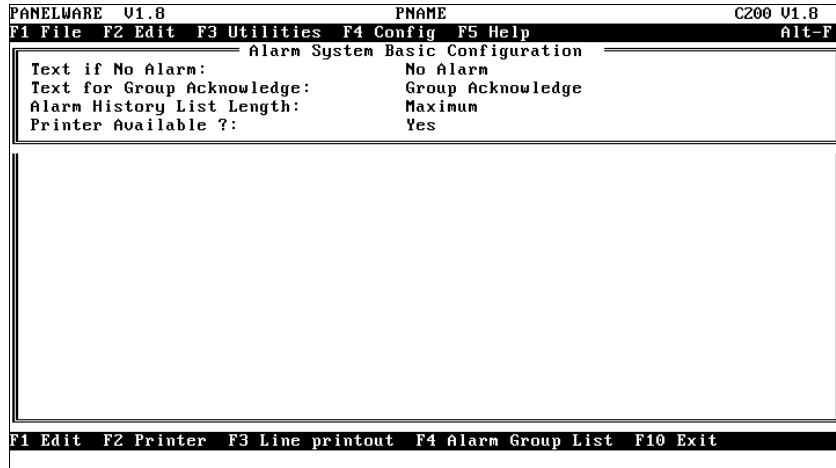 PANELWARE V1.8 PNAME C200 V1.8
F1 File F2 Edit F3 Utilities F4 Config F5 Help Alt-F
Alarm System Basic Configuration
Text if No Alarm: No Alarm
Text for Group Acknowledge: Group Acknowledge
Alarm History List Length: Maximum
Printer Available ?: Yes
F1 Edit F2 Printer F3 Line printout F4 Alarm Group List F10 Exit